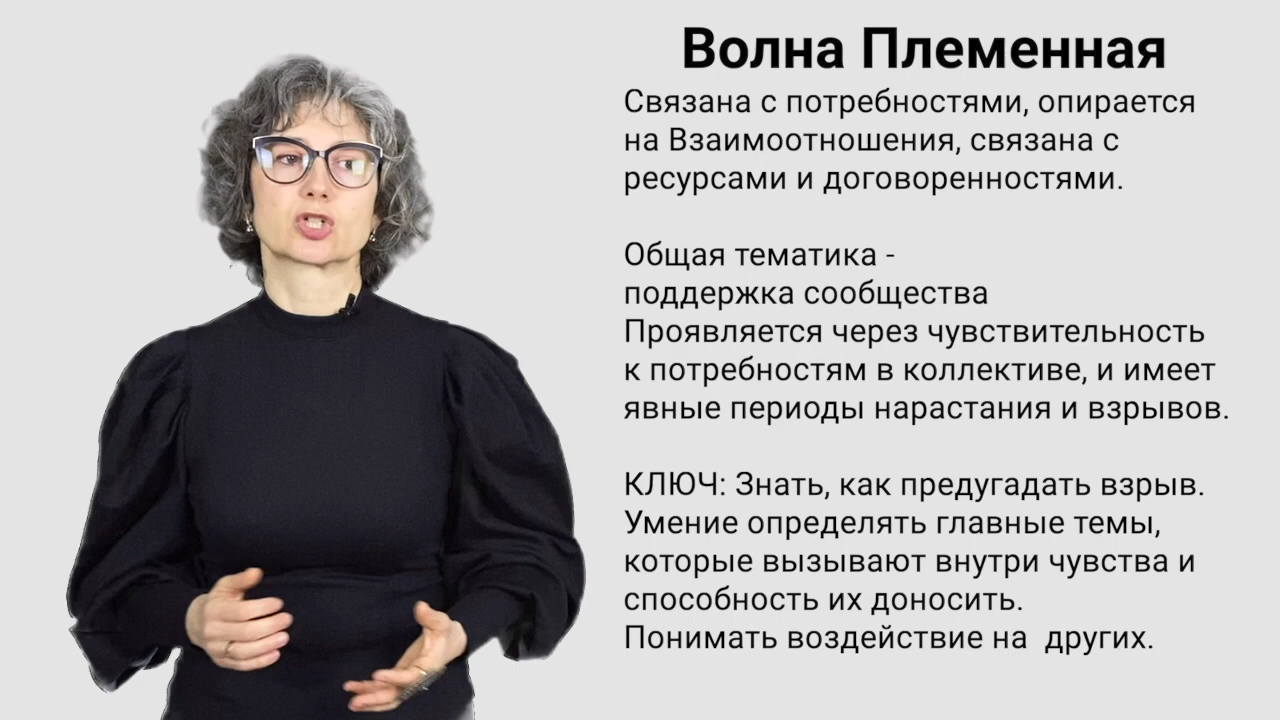 Волна Племенная
Связана с потребностями, опирается
на Взаимоотношения, связана с
ресурсами и договоренностями.
Общая тематика -
поддержка сообщества
Проявляется через чувствительность
к потребностям в коллективе, и имеет
явные периоды нарастания и взрывов.
КЛЮЧ: Знать, как предугадать взрыв.
Умение определять главные темы,
которые вызывают внутри чувства и
способность их доносить.
Понимать воздействие на  других.